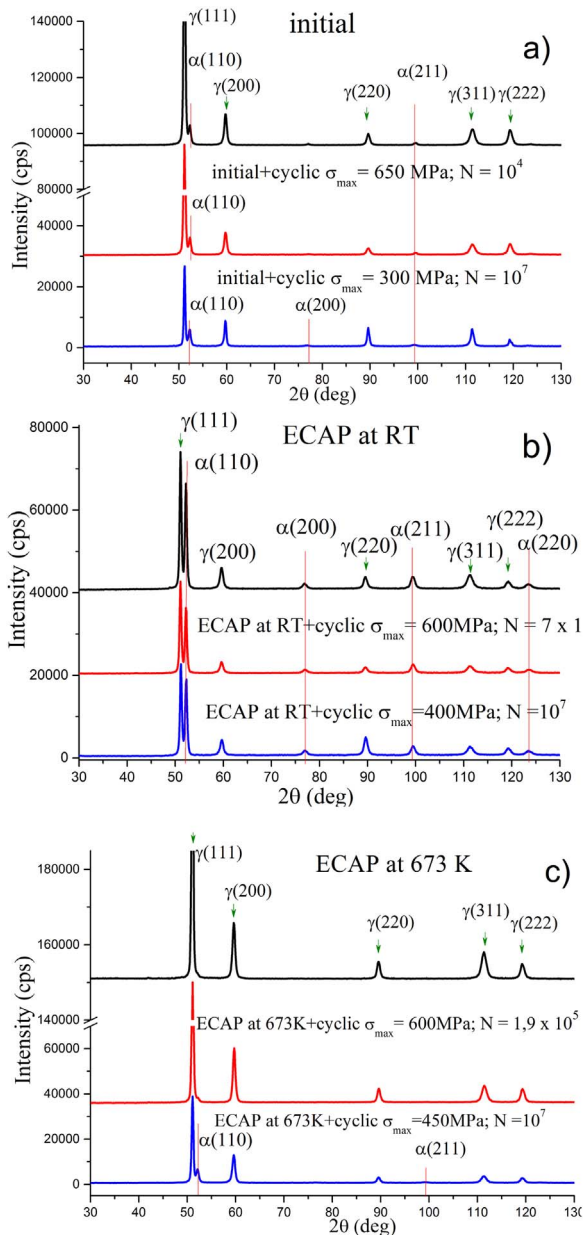 initial
a)
γ(111)
α(110)
γ(200)
γ(220)
α(211)
γ(311)
γ(222)
initial+cyclic σmax= 650 MPa; N = 10⁴
α(110)
initial+cyclic σmax= 300 MPa; N = 10⁷
α(110)
α(200)
Intensity (cps)
140000
120000
100000
80000
40000
20000
0
30 40 50 60 70 80 90 100 110 120 130
2θ (deg)
ECAP at RT
b)
γ(111)
α(110)
γ(200)
α(200)
γ(220)
α(211)
γ(311)
γ(222)
α(220)
ECAP at RT+cyclic σmax= 600MPa; N = 7 x 1
ECAP at RT+cyclic σmax=400MPa; N =10⁷
Intensity (cps)
80000
60000
40000
20000
0
30 40 50 60 70 80 90 100 110 120 130
2θ (deg)
ECAP at 673 K
c)
γ(111)
γ(200)
γ(220)
γ(311)
γ(222)
ECAP at 673K+cyclic σmax= 600MPa; N = 1,9 x 10⁵
ECAP at 673K+cyclic σmax=450MPa; N =10⁷
α(110)
α(211)
Intensity (cps)
180000
160000
140000
60000
40000
20000
0
30 40 50 60 70 80 90 100 110 120 130
2θ (deg)